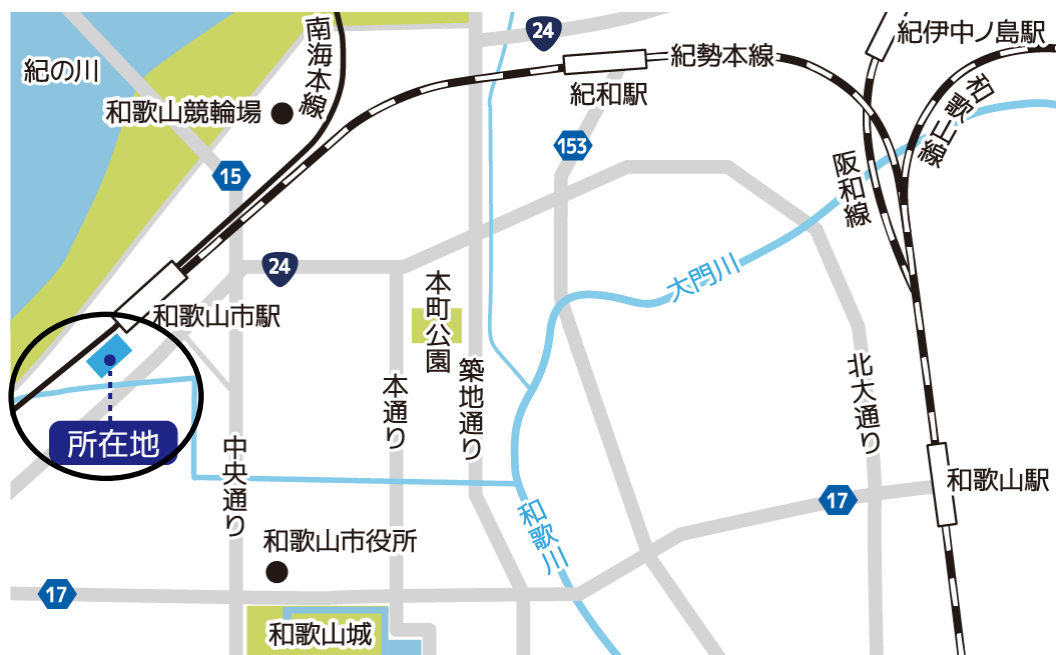 南海本線
24
紀伊中ノ島駅
紀の川
紀勢本線
紀和駅
和歌山線
和歌山競輪場
153
15
阪和線
24
大門川
本町公園
和歌山市駅
築地通り
北大通り
本通り
所在地
中央通り
和歌山駅
17
和歌川
和歌山市役所
17
和歌山城